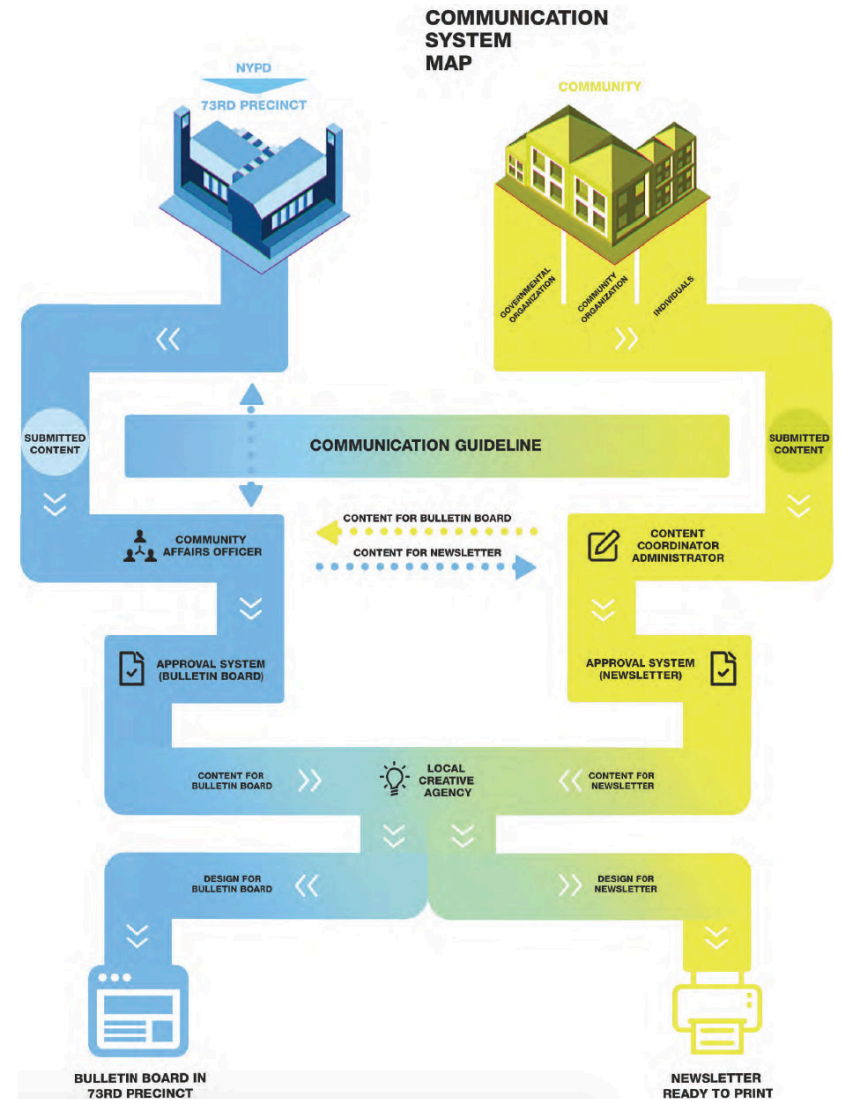 COMMUNICATION
SYSTEM
MAP
NYPD
73RD PRECINCT
COMMUNITY
GOVERNMENTAL
ORGANIZATION
COMMUNITY
ORGANIZATION
INDIVIDUALS
SUBMITTED
CONTENT
COMMUNICATION GUIDELINE
SUBMITTED
CONTENT
COMMUNITY
AFFAIRS OFFICER
CONTENT FOR BULLETIN BOARD
CONTENT FOR NEWSLETTER
CONTENT
COORDINATOR
ADMINISTRATOR
APPROVAL SYSTEM
(BULLETIN BOARD)
APPROVAL SYSTEM
(NEWSLETTER)
CONTENT FOR
BULLETIN BOARD
LOCAL
CREATIVE
AGENCY
CONTENT FOR
NEWSLETTER
DESIGN FOR
BULLETIN BOARD
DESIGN FOR
NEWSLETTER
BULLETIN BOARD IN
73RD PRECINCT
NEWSLETTER
READY TO PRINT